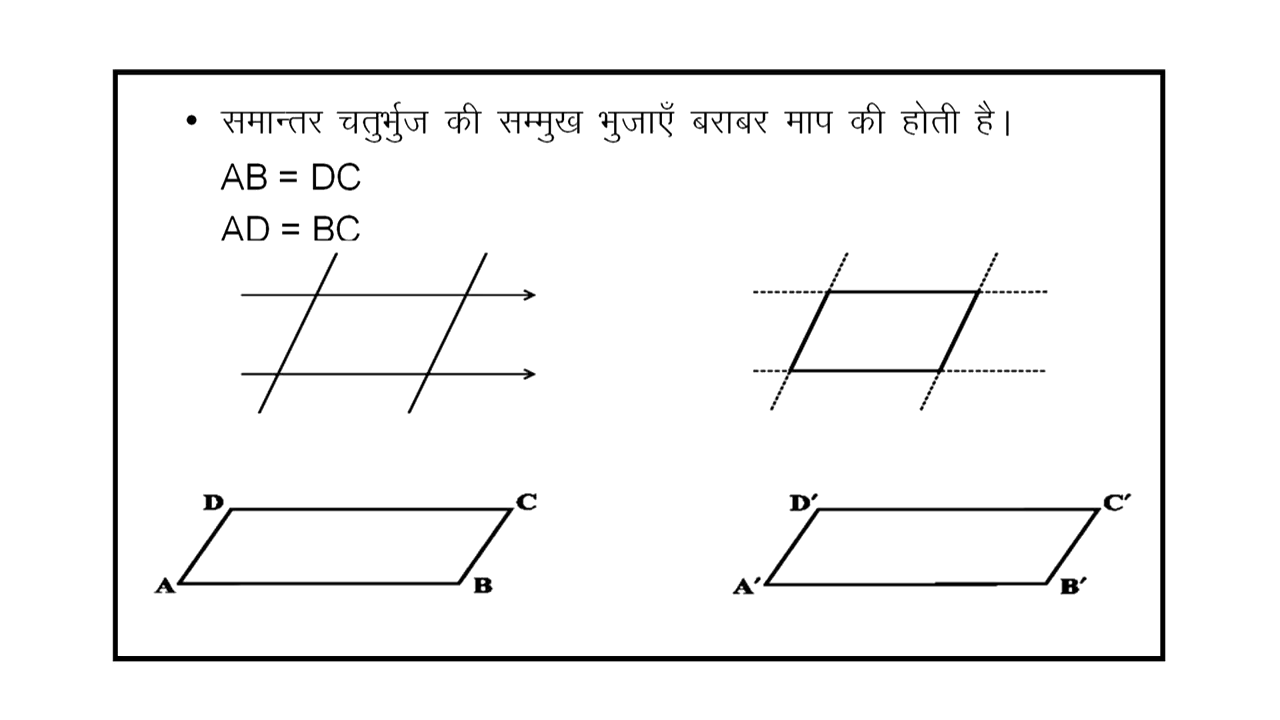 • समान्तर चतुर्भुज की सम्मुख भुजाएँ बराबर माप की होती है।
AB = DC
AD = BC
D C D′ C′
A B A′ B′